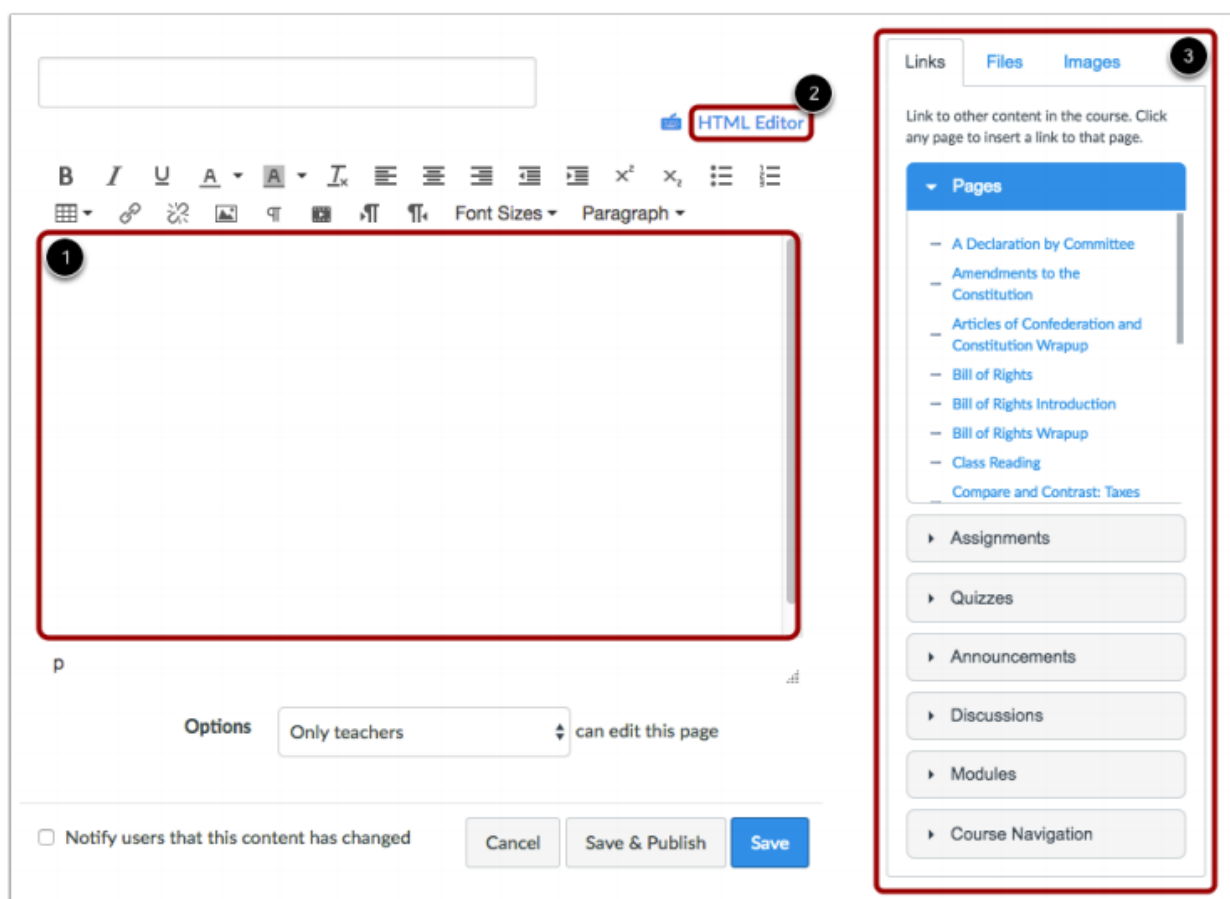 2
HTML Editor
B I U A A Tx x² x₂
¶ ¶ ¶ Font Sizes Paragraph
1
p
Options Only teachers can edit this page
Notify users that this content has changed
Cancel Save & Publish Save
Links Files Images 3
Link to other content in the course. Click
any page to insert a link to that page.
Pages
A Declaration by Committee
Amendments to the
Constitution
Articles of Confederation and
Constitution Wrapup
Bill of Rights
Bill of Rights Introduction
Bill of Rights Wrapup
Class Reading
Compare and Contrast: Taxes
Assignments
Quizzes
Announcements
Discussions
Modules
Course Navigation